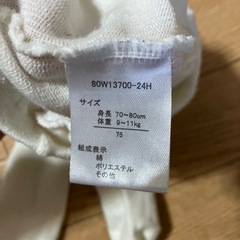 80W13700-24H
サイズ
身長 70~80cm
体重 9~11kg
75
組成表示
綿
ポリエステル
その他